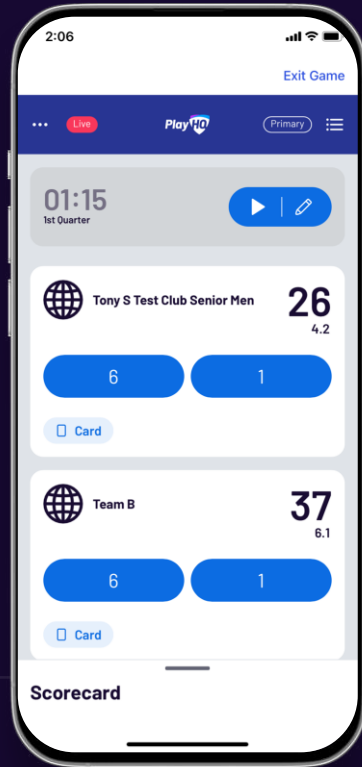 2:06
Exit Game
Live
PlayHQ
Primary
01:15
1st Quarter
Tony S Test Club Senior Men
26
4.2
6 1
Card
Team B
37
6.1
6 1
Card
Scorecard